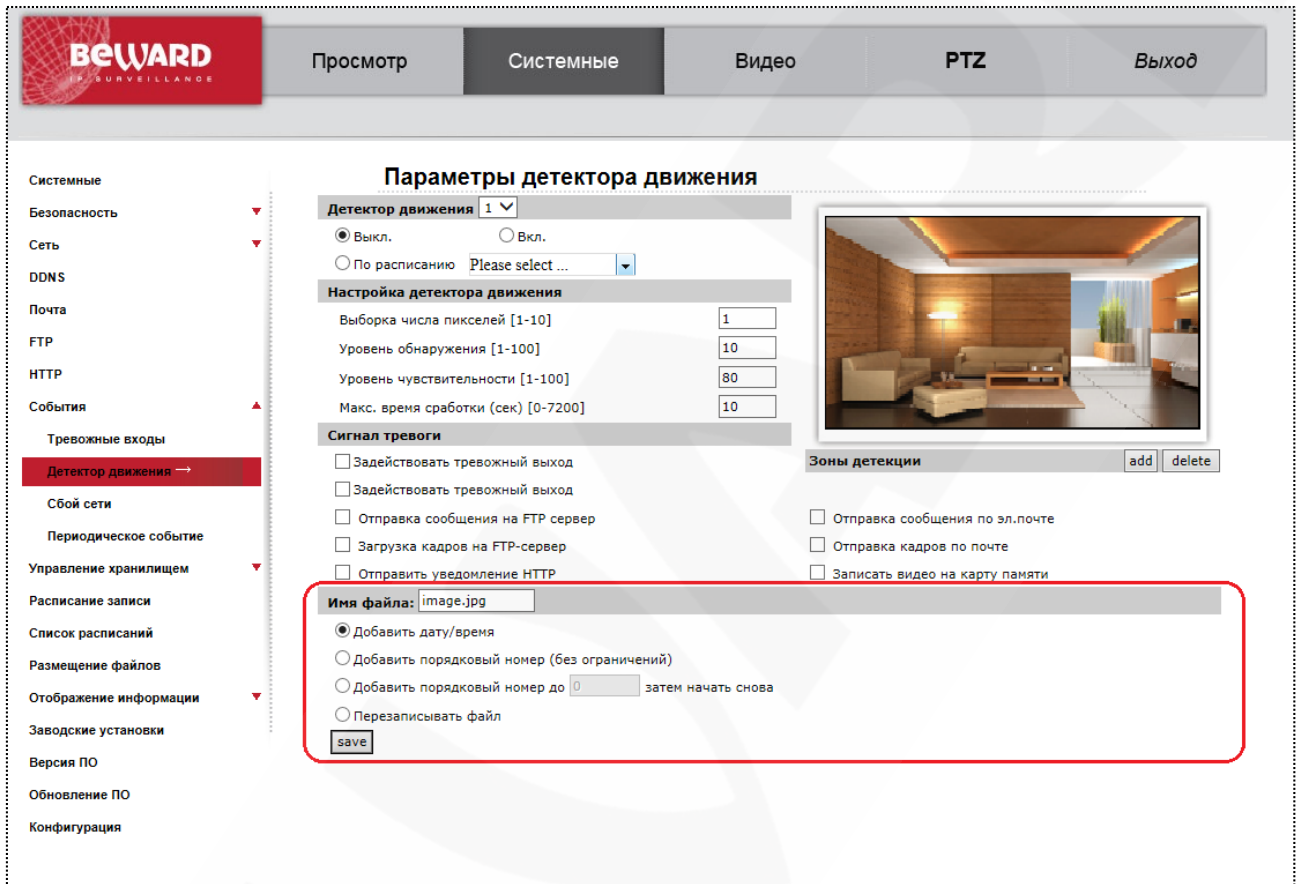 BEWARD
IP SURVEILLANCE
Просмотр
Системные
Видео
PTZ
Выход
Системные
Безопасность
Сеть
DDNS
Почта
FTP
HTTP
События
Тревожные входы
Детектор движения →
Сбой сети
Периодическое событие
Управление хранилищем
Расписание записи
Список расписаний
Размещение файлов
Отображение информации
Заводские установки
Версия ПО
Обновление ПО
Конфигурация
Параметры детектора движения
Детектор движения 1
Выкл. Вкл.
По расписанию Please select ...
Настройка детектора движения
Выборка числа пикселей [1-10] 1
Уровень обнаружения [1-100] 10
Уровень чувствительности [1-100] 80
Макс. время сработки (сек) [0-7200] 10
Сигнал тревоги
Зоны детекции add delete
Задействовать тревожный выход
Задействовать тревожный выход
Отправка сообщения на FTP сервер Отправка сообщения по эл.почте
Загрузка кадров на FTP-сервер Отправка кадров по почте
Отправить уведомление HTTP Записать видео на карту памяти
Имя файла: image.jpg
Добавить дату/время
Добавить порядковый номер (без ограничений)
Добавить порядковый номер до 0 затем начать снова
Перезаписывать файл
save